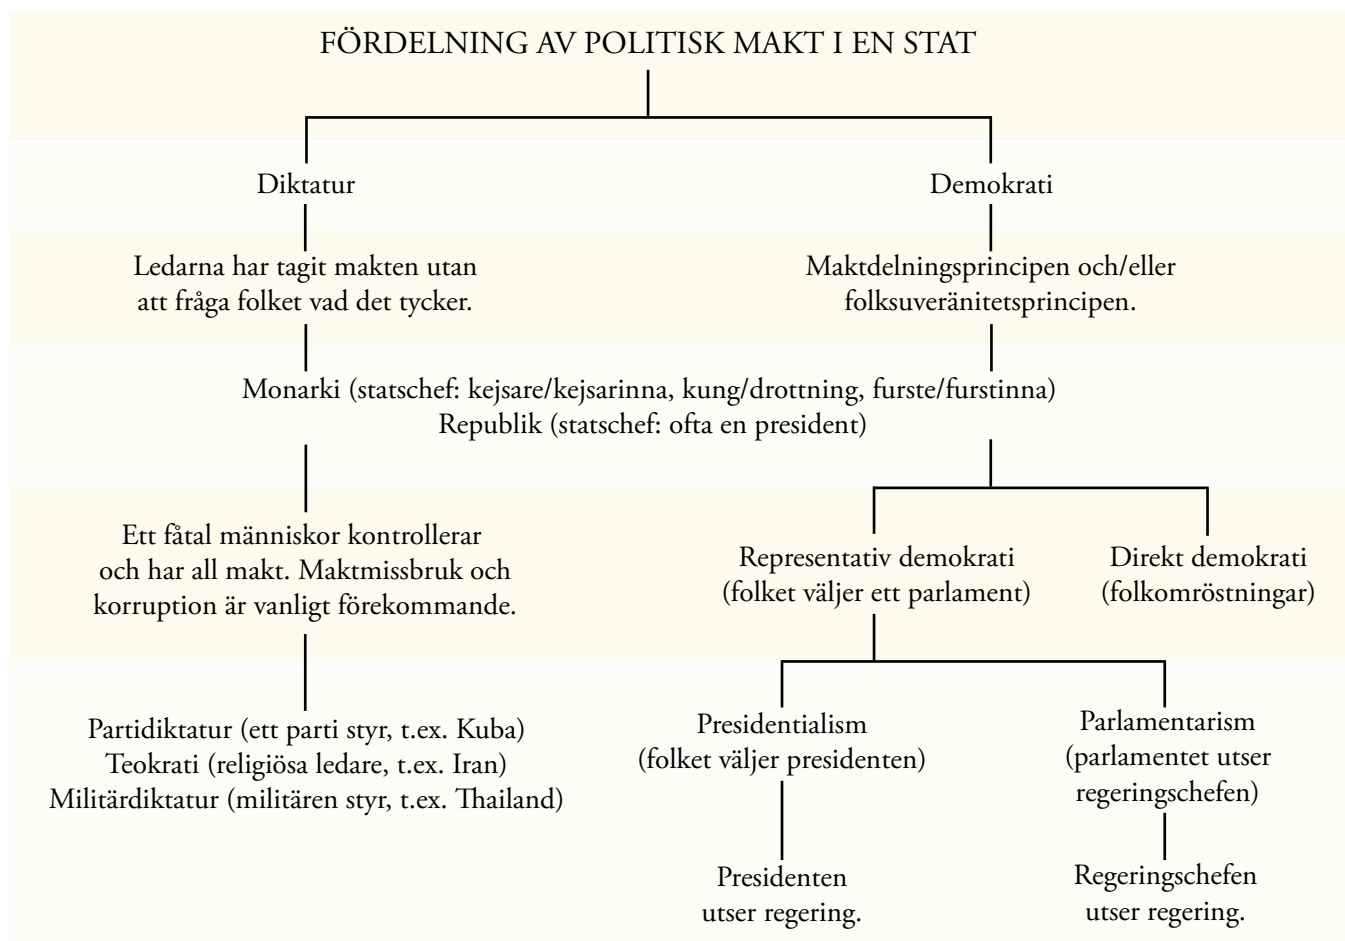 FÖRDELNING AV POLITISK MAKT I EN STAT
Diktatur
Demokrati
Ledarna har tagit makten utan
att fråga folket vad det tycker.
Maktdelningsprincipen och/eller
folksuveränitetsprincipen.
Monarki (statschef: kejsare/kejsarinna, kung/drottning, furste/furstinna)
Republik (statschef: ofta en president)
Ett fåtal människor kontrollerar
och har all makt. Maktmissbruk och
korruption är vanligt förekommande.
Representativ demokrati
(folket väljer ett parlament)
Direkt demokrati
(folkomröstningar)
Partidiktatur (ett parti styr, t.ex. Kuba)
Teokrati (religiösa ledare, t.ex. Iran)
Militärdiktatur (militären styr, t.ex. Thailand)
Presidentialism
(folket väljer presidenten)
Parlamentarism
(parlamentet utser
regeringschefen)
Presidenten
utser regering.
Regeringschefen
utser regering.